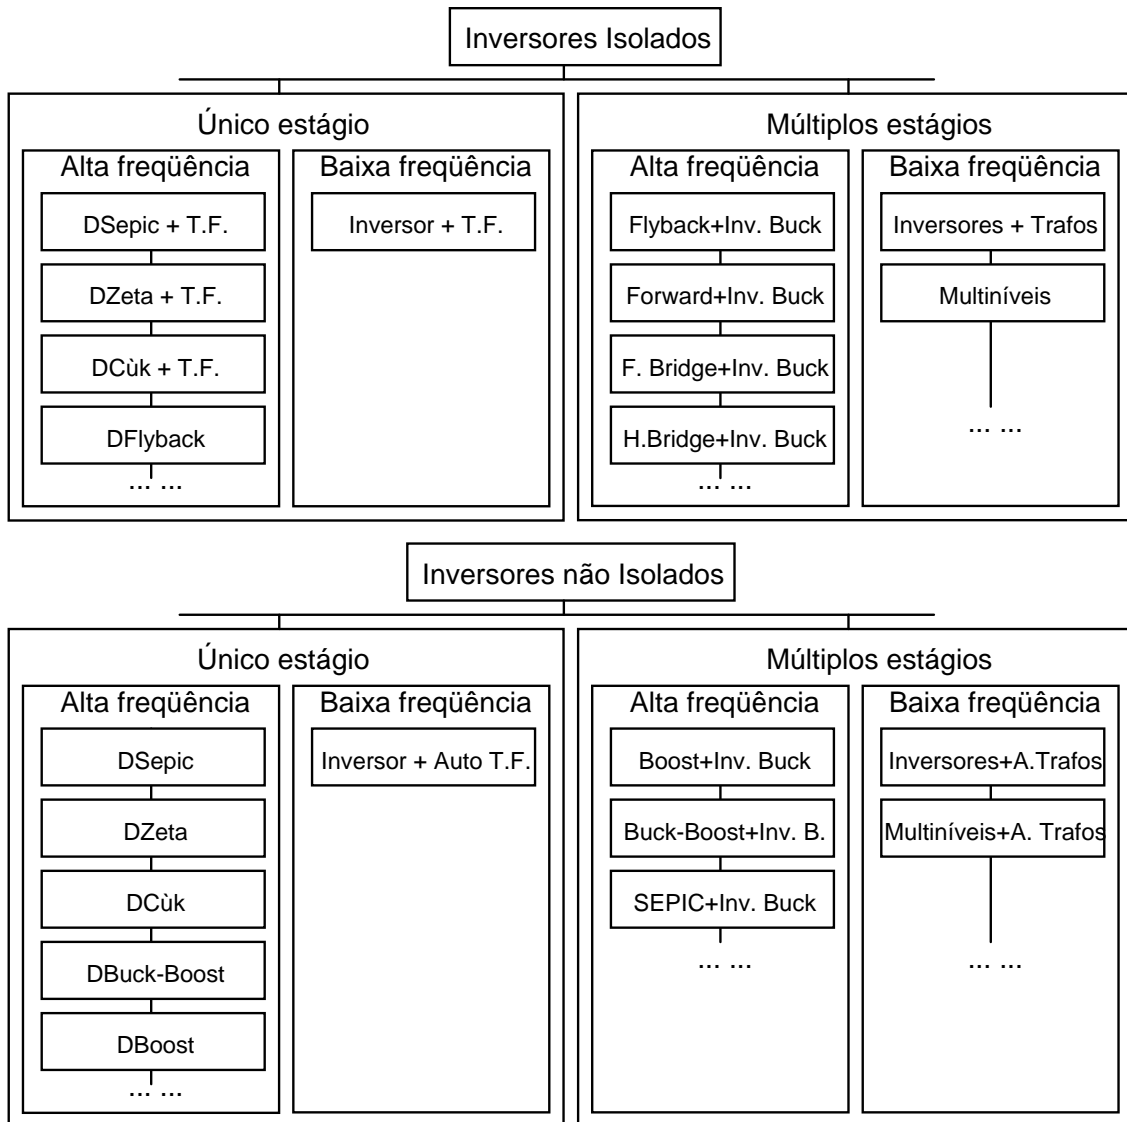 Inversores Isolados
Único estágio
Alta freqüência
DSepic + T.F.
DZeta + T.F.
DCùk + T.F.
DFlyback
... ...
Baixa freqüência
Inversor + T.F.
Múltiplos estágios
Alta freqüência
Flyback+Inv. Buck
Forward+Inv. Buck
F. Bridge+Inv. Buck
H.Bridge+Inv. Buck
... ...
Baixa freqüência
Inversores + Trafos
Multiníveis
... ...
Inversores não Isolados
Único estágio
Alta freqüência
DSepic
DZeta
DCùk
DBuck-Boost
DBoost
... ...
Baixa freqüência
Inversor + Auto T.F.
Múltiplos estágios
Alta freqüência
Boost+Inv. Buck
Buck-Boost+Inv. B.
SEPIC+Inv. Buck
... ...
Baixa freqüência
Inversores+A.Trafos
Multiníveis+A. Trafos
... ...